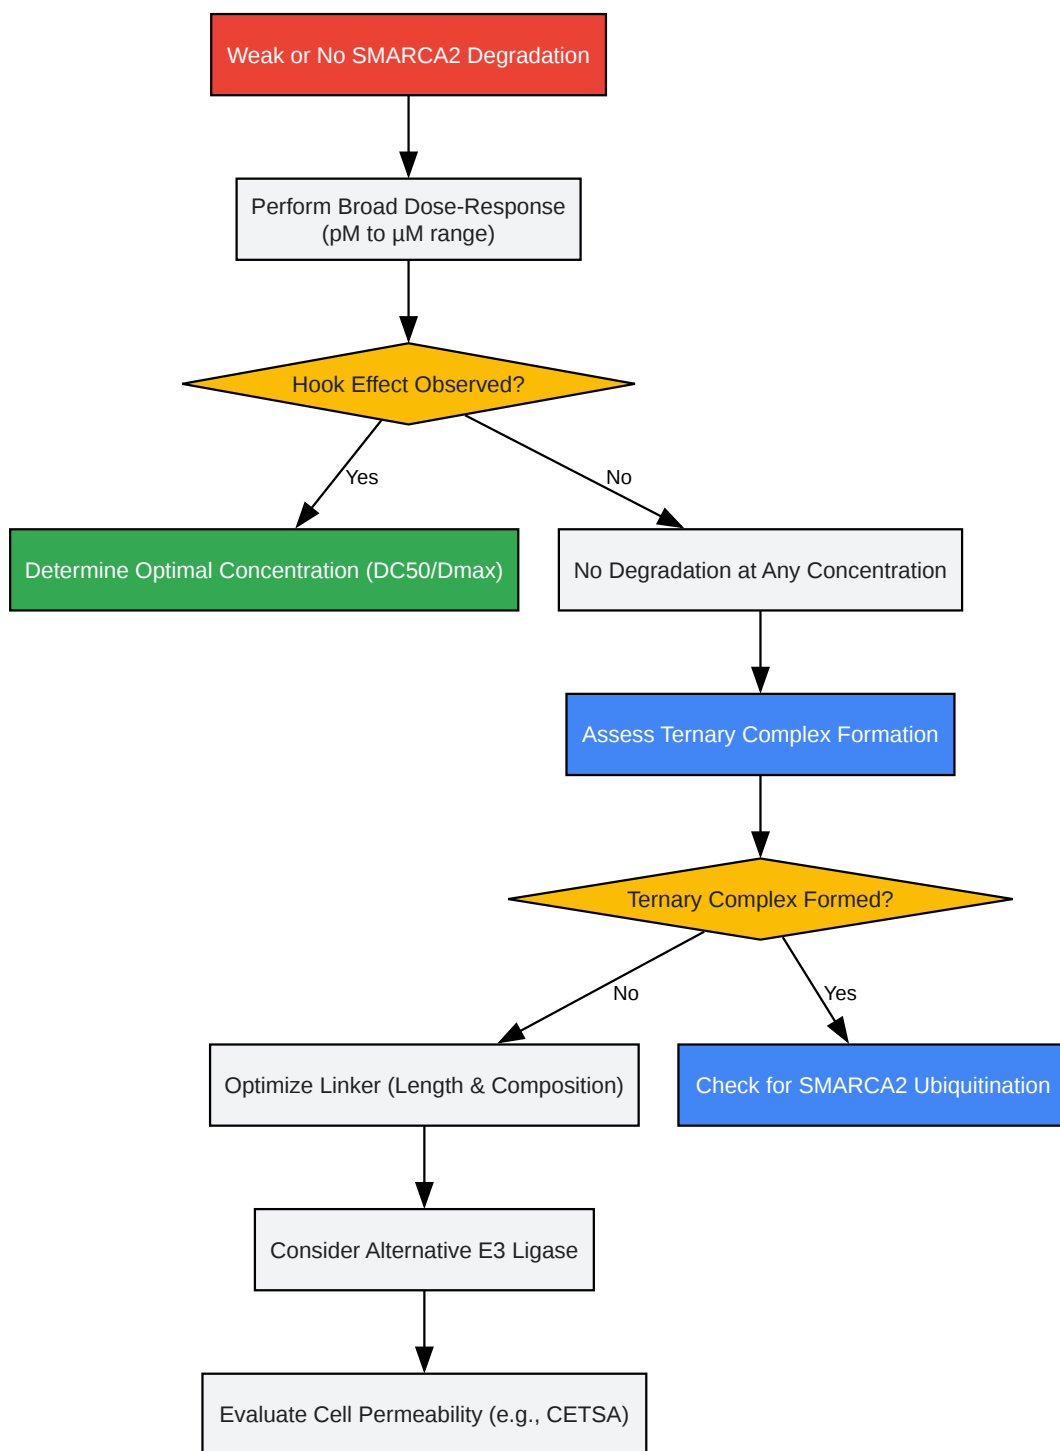 Weak or No SMARCA2 Degradation
Perform Broad Dose-Response
(pM to µM range)
Hook Effect Observed?
Yes
No
Determine Optimal Concentration (DC50/Dmax)
No Degradation at Any Concentration
Assess Ternary Complex Formation
Ternary Complex Formed?
No
Yes
Optimize Linker (Length & Composition)
Check for SMARCA2 Ubiquitination
Consider Alternative E3 Ligase
Evaluate Cell Permeability (e.g., CETSA)